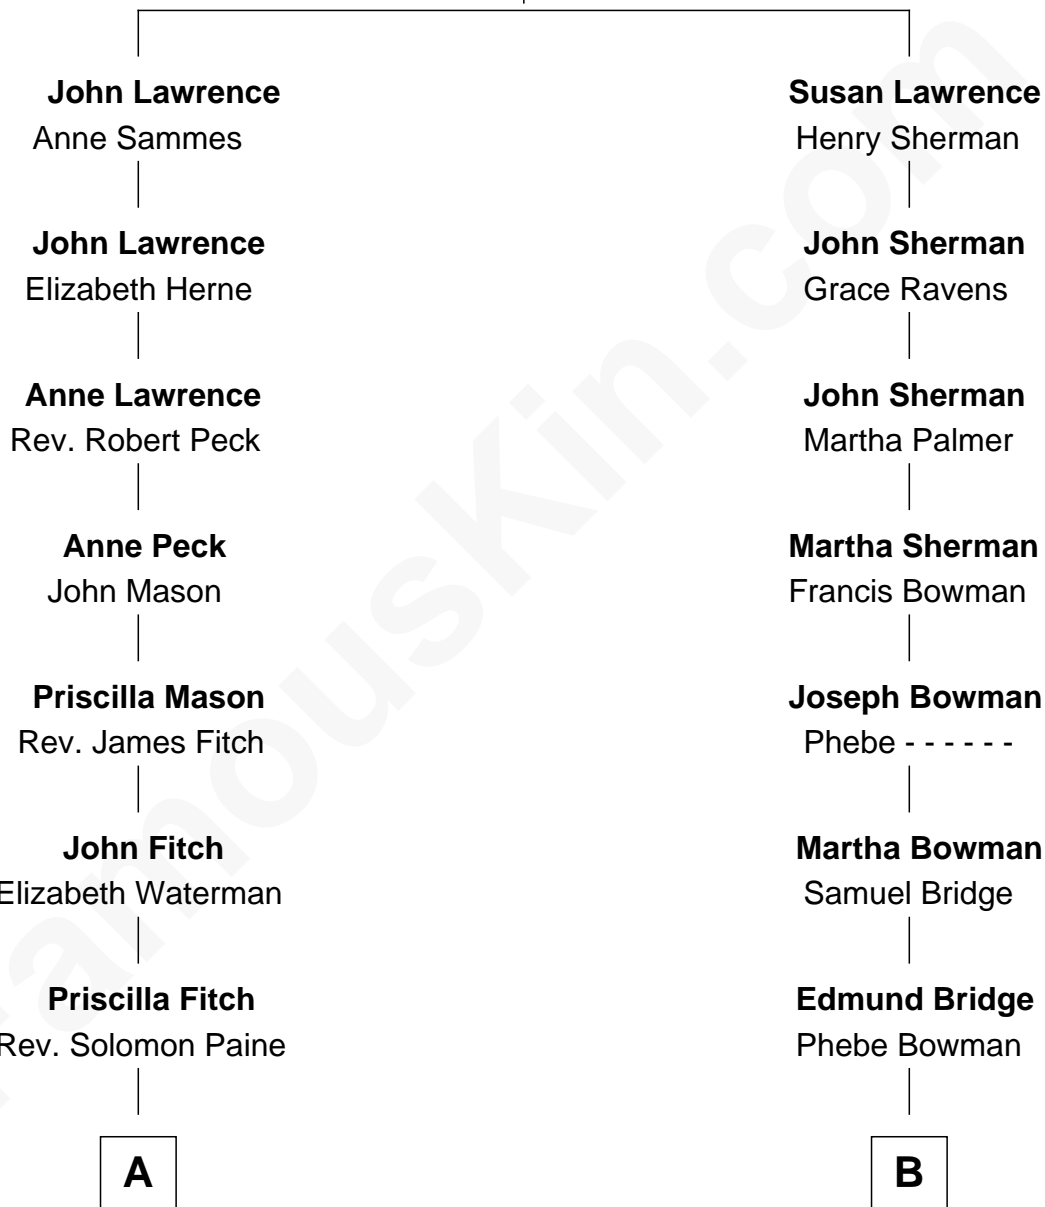 John Lawrence
Anne Sammes
John Lawrence
Elizabeth Herne
Anne Lawrence
Rev. Robert Peck
Anne Peck
John Mason
Priscilla Mason
Rev. James Fitch
John Fitch
Elizabeth Waterman
Priscilla Fitch
Rev. Solomon Paine
A
Susan Lawrence
Henry Sherman
John Sherman
Grace Ravens
John Sherman
Martha Palmer
Martha Sherman
Francis Bowman
Joseph Bowman
Phebe - - - - - -
Martha Bowman
Samuel Bridge
Edmund Bridge
Phebe Bowman
B
FamousKin.com